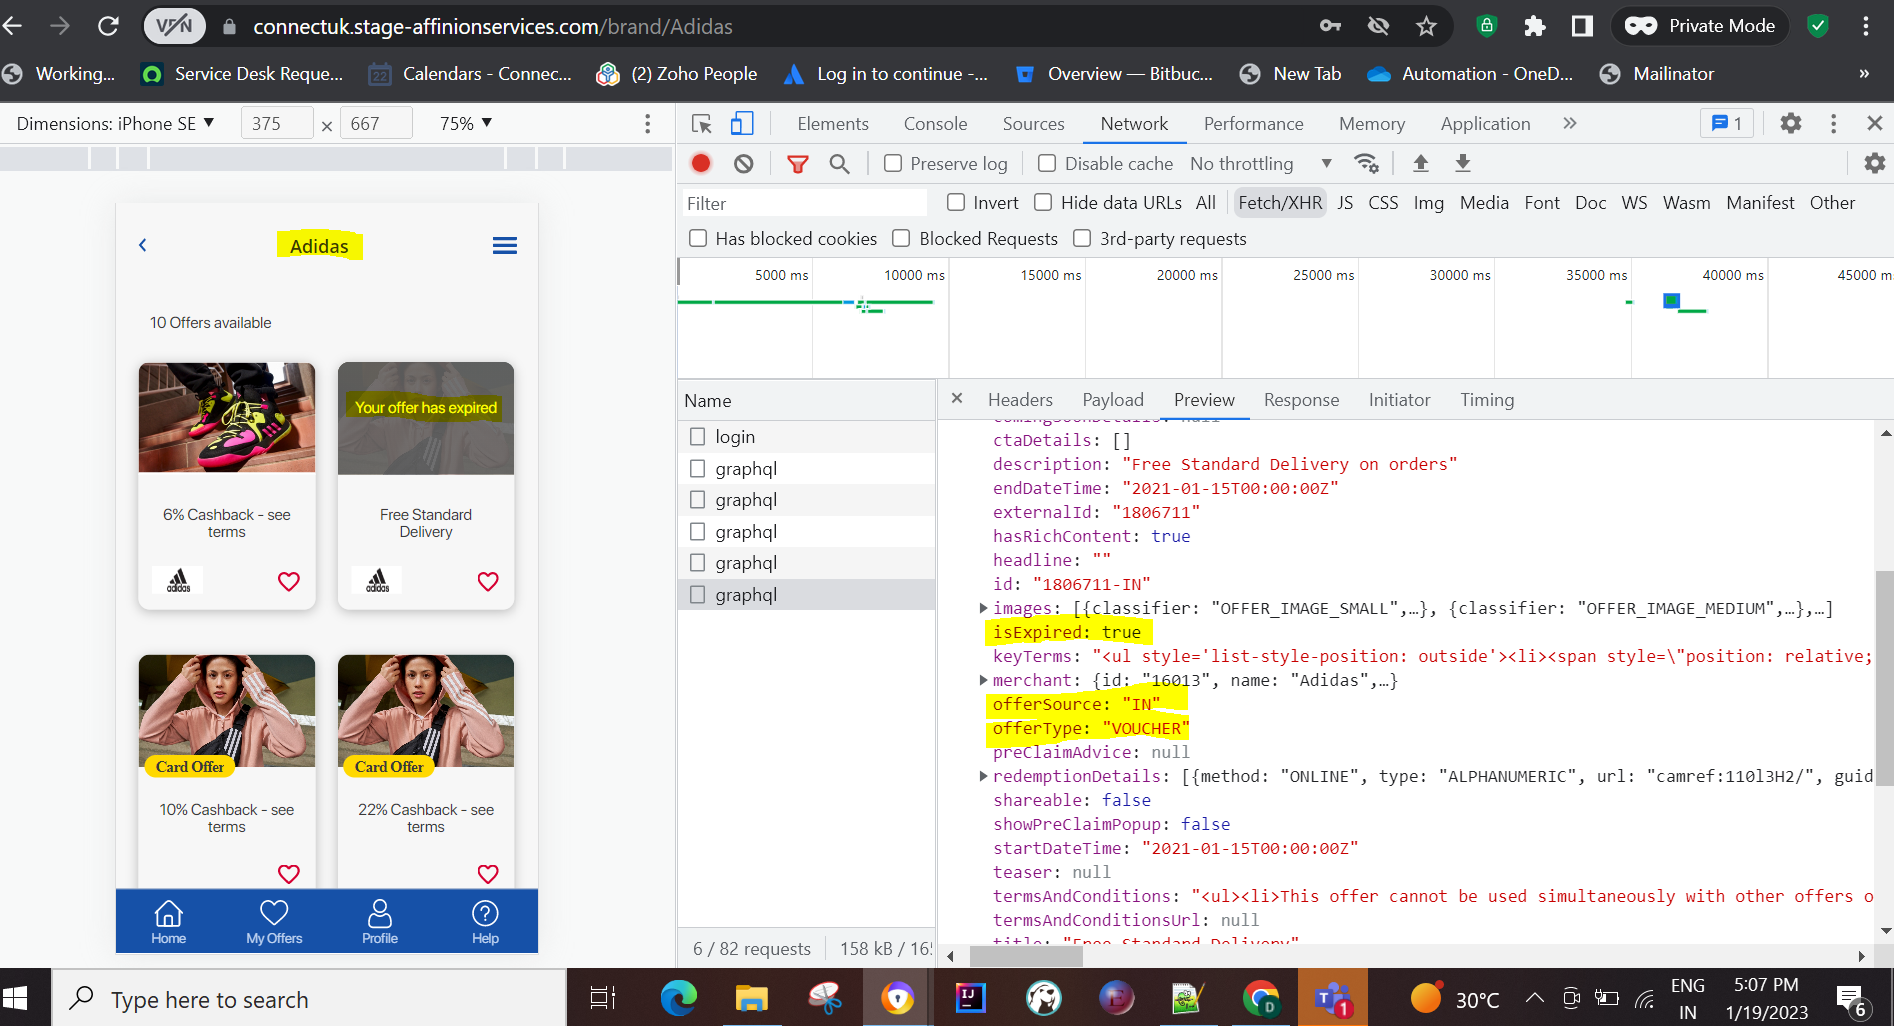 VPN connectuk.stage-affinionservices.com/brand/Adidas Private Mode
Working... Service Desk Reque... 22 Calendars - Connec... (2) Zoho People Log in to continue -... Overview — Bitbuc... New Tab Automation - OneD... Mailinator »
Dimensions: iPhone SE ▼ 375 × 667 75% ▼
Elements Console Sources Network Performance Memory Application » 1
Preserve log Disable cache No throttling ▼
Filter Invert Hide data URLs All Fetch/XHR JS CSS Img Media Font Doc WS Wasm Manifest Other
Has blocked cookies Blocked Requests 3rd-party requests
5000 ms 10000 ms 15000 ms 20000 ms 25000 ms 30000 ms 35000 ms 40000 ms 45000 m
Adidas
10 Offers available
Your offer has expired
6% Cashback - see
terms
Free Standard
Delivery
adidas
adidas
Card Offer
Card Offer
10% Cashback - see
terms
22% Cashback - see
terms
Home My Offers Profile Help
Name
login
graphql
graphql
graphql
graphql
graphql
6 / 82 requests 158 kB / 16
× Headers Payload Preview Response Initiator Timing
ctaDetails: []
description: "Free Standard Delivery on orders"
endDateTime: "2021-01-15T00:00:00Z"
externalId: "1806711"
hasRichContent: true
headline: ""
id: "1806711-IN"
images: [{classifier: "OFFER_IMAGE_SMALL",…}, {classifier: "OFFER_IMAGE_MEDIUM",…},…]
isExpired: true
keyTerms: "<ul style='list-style-position: outside'><li><span style=\"position: relative;
merchant: {id: "16013", name: "Adidas",…}
offerSource: "IN"
offerType: "VOUCHER"
preClaimAdvice: null
redemptionDetails: [{method: "ONLINE", type: "ALPHANUMERIC", url: "camref:110l3H2/", guid
shareable: false
showPreClaimPopup: false
startDateTime: "2021-01-15T00:00:00Z"
teaser: null
termsAndConditions: "<ul><li>This offer cannot be used simultaneously with other offers o
termsAndConditionsUrl: null
title: "Free Standard Delivery"
Type here to search
IJ
D
1
30°C
ENG
IN
5:07 PM
1/19/2023
6